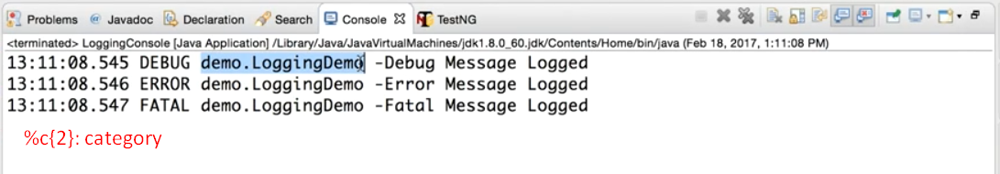 Problems @ Javadoc Declaration Search Console TestNG
<terminated> LoggingConsole [Java Application] /Library/Java/JavaVirtualMachines/jdk1.8.0_60.jdk/Contents/Home/bin/java (Feb 18, 2017, 1:11:08 PM)
13:11:08.545 DEBUG demo.LoggingDemo -Debug Message Logged
13:11:08.546 ERROR demo.LoggingDemo -Error Message Logged
13:11:08.547 FATAL demo.LoggingDemo -Fatal Message Logged
%c{2}: category